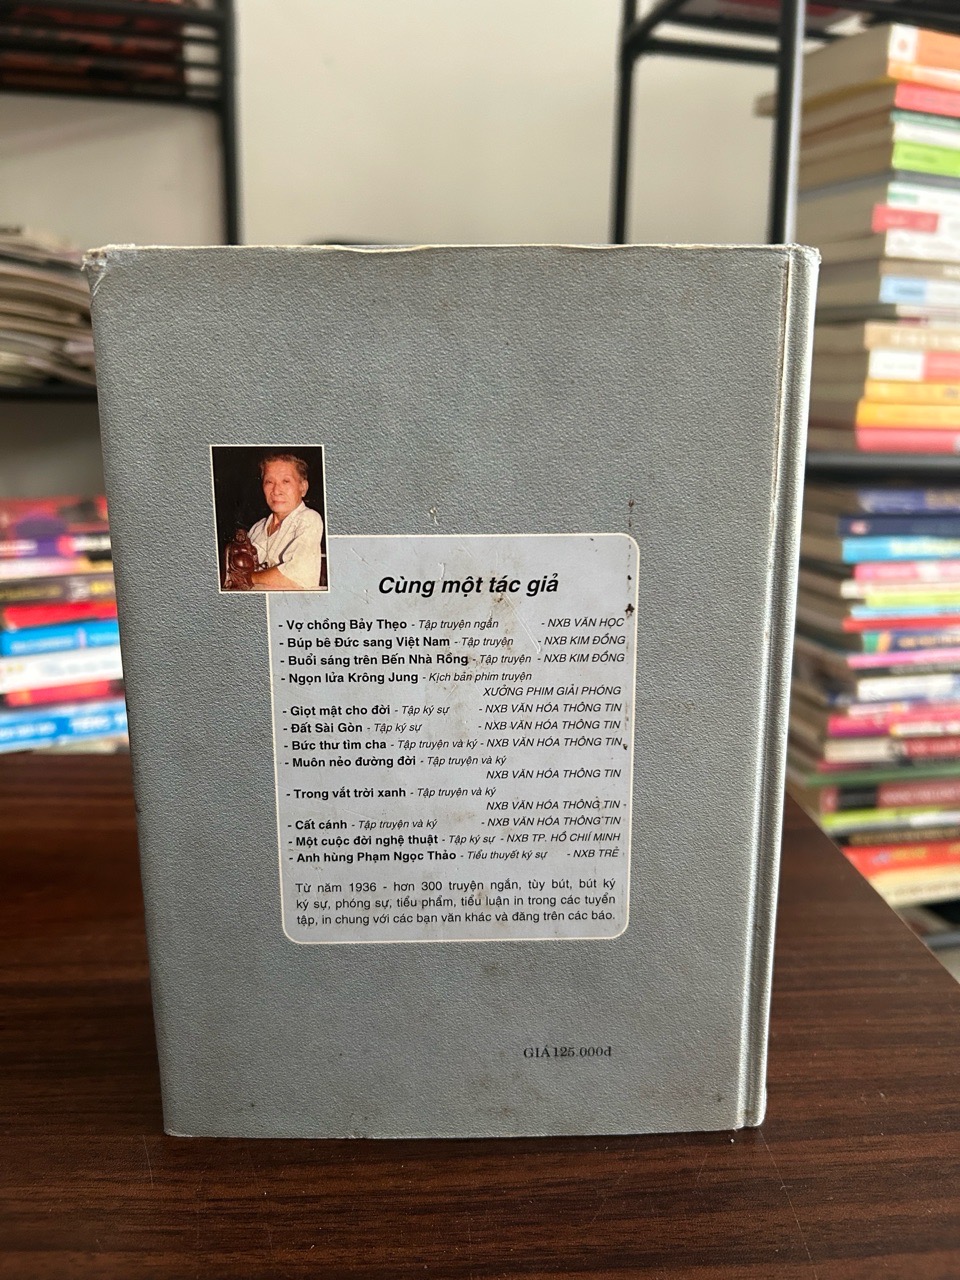 Cùng một tác giả
- Vợ chồng Bảy Thẹo - Tập truyện ngắn - NXB VĂN HỌC
- Búp bê Đức sang Việt Nam - Tập truyện - NXB KIM ĐỒNG
- Buổi sáng trên Bến Nhà Rồng - Tập truyện - NXB KIM ĐỒNG
- Ngọn lửa Krông Jung - Kịch bản phim truyện
XƯỞNG PHIM GIẢI PHÓNG
- Giọt mật cho đời - Tập ký sự - NXB VĂN HÓA THÔNG TIN
- Đất Sài Gòn - Tập ký sự - NXB VĂN HÓA THÔNG TIN
- Bức thư tìm cha - Tập truyện và ký - NXB VĂN HÓA THÔNG TIN
- Muôn nẻo đường đời - Tập truyện và ký
NXB VĂN HÓA THÔNG TIN
- Trong vắt trời xanh - Tập truyện và ký
NXB VĂN HÓA THÔNG TIN
- Cất cánh - Tập truyện và ký - NXB VĂN HÓA THÔNG TIN
- Một cuộc đời nghệ thuật - Tập ký sự - NXB TP. HỒ CHÍ MINH
- Anh hùng Phạm Ngọc Thảo - Tiểu thuyết ký sự - NXB TRẺ
Từ năm 1936 - hơn 300 truyện ngắn, tùy bút, bút ký
ký sự, phóng sự, tiểu phẩm, tiểu luận in trong các tuyển
tập, in chung với các bạn văn khác và đăng trên các báo.
GIÁ 125.000đ